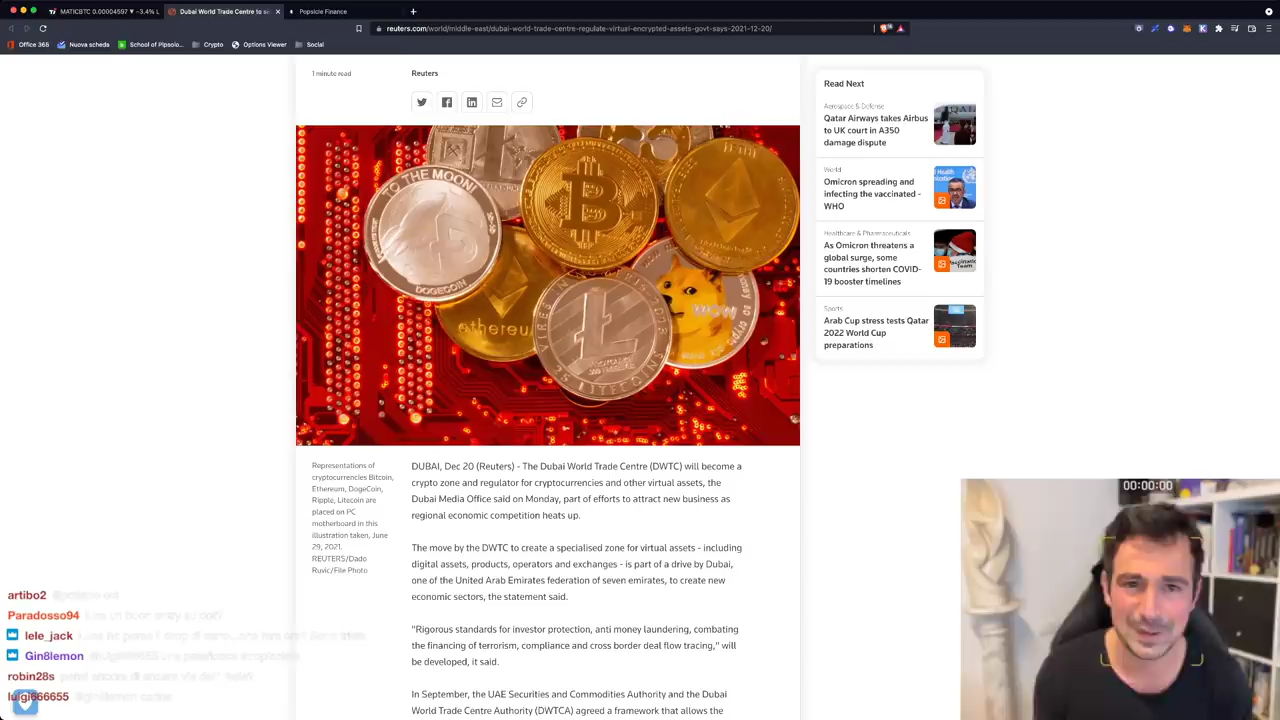 MATICBTC 0.00004597 ▼ −3.4% L
Dubai World Trade Centre to se
Popsicle Finance
reuters.com/world/middle-east/dubai-world-trade-centre-regulate-virtual-encrypted-assets-govt-says-2021-12-20/
Office 365
Nuova scheda
School of Pipsolo...
Crypto
Options Viewer
Social
1 minute read
Reuters
TO THE MOON!
DOGECOIN
ethereum
LITECOIN
WOW
Representations of
cryptocurrencies Bitcoin,
Ethereum, DogeCoin,
Ripple, Litecoin are
placed on PC
motherboard in this
illustration taken, June
29, 2021.
REUTERS/Dado
Ruvic/File Photo
DUBAI, Dec 20 (Reuters) - The Dubai World Trade Centre (DWTC) will become a
crypto zone and regulator for cryptocurrencies and other virtual assets, the
Dubai Media Office said on Monday, part of efforts to attract new business as
regional economic competition heats up.
The move by the DWTC to create a specialised zone for virtual assets - including
digital assets, products, operators and exchanges - is part of a drive by Dubai,
one of the United Arab Emirates federation of seven emirates, to create new
economic sectors, the statement said.
"Rigorous standards for investor protection, anti money laundering, combating
the financing of terrorism, compliance and cross border deal flow tracing," will
be developed, it said.
In September, the UAE Securities and Commodities Authority and the Dubai
World Trade Centre Authority (DWTCA) agreed a framework that allows the
Read Next
Aerospace & Defense
Qatar Airways takes Airbus
to UK court in A350
damage dispute
World
Omicron spreading and
infecting the vaccinated -
WHO
Healthcare & Pharmaceuticals
As Omicron threatens a
global surge, some
countries shorten COVID-
19 booster timelines
Sports
Arab Cup stress tests Qatar
2022 World Cup
preparations
00:00:00
artibo2
Paradosso94
lele_jack
Gin8lemon
robin28s
luigi666655